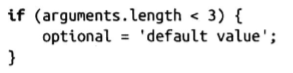 if (arguments.length < 3) {
    optional = 'default value';
}